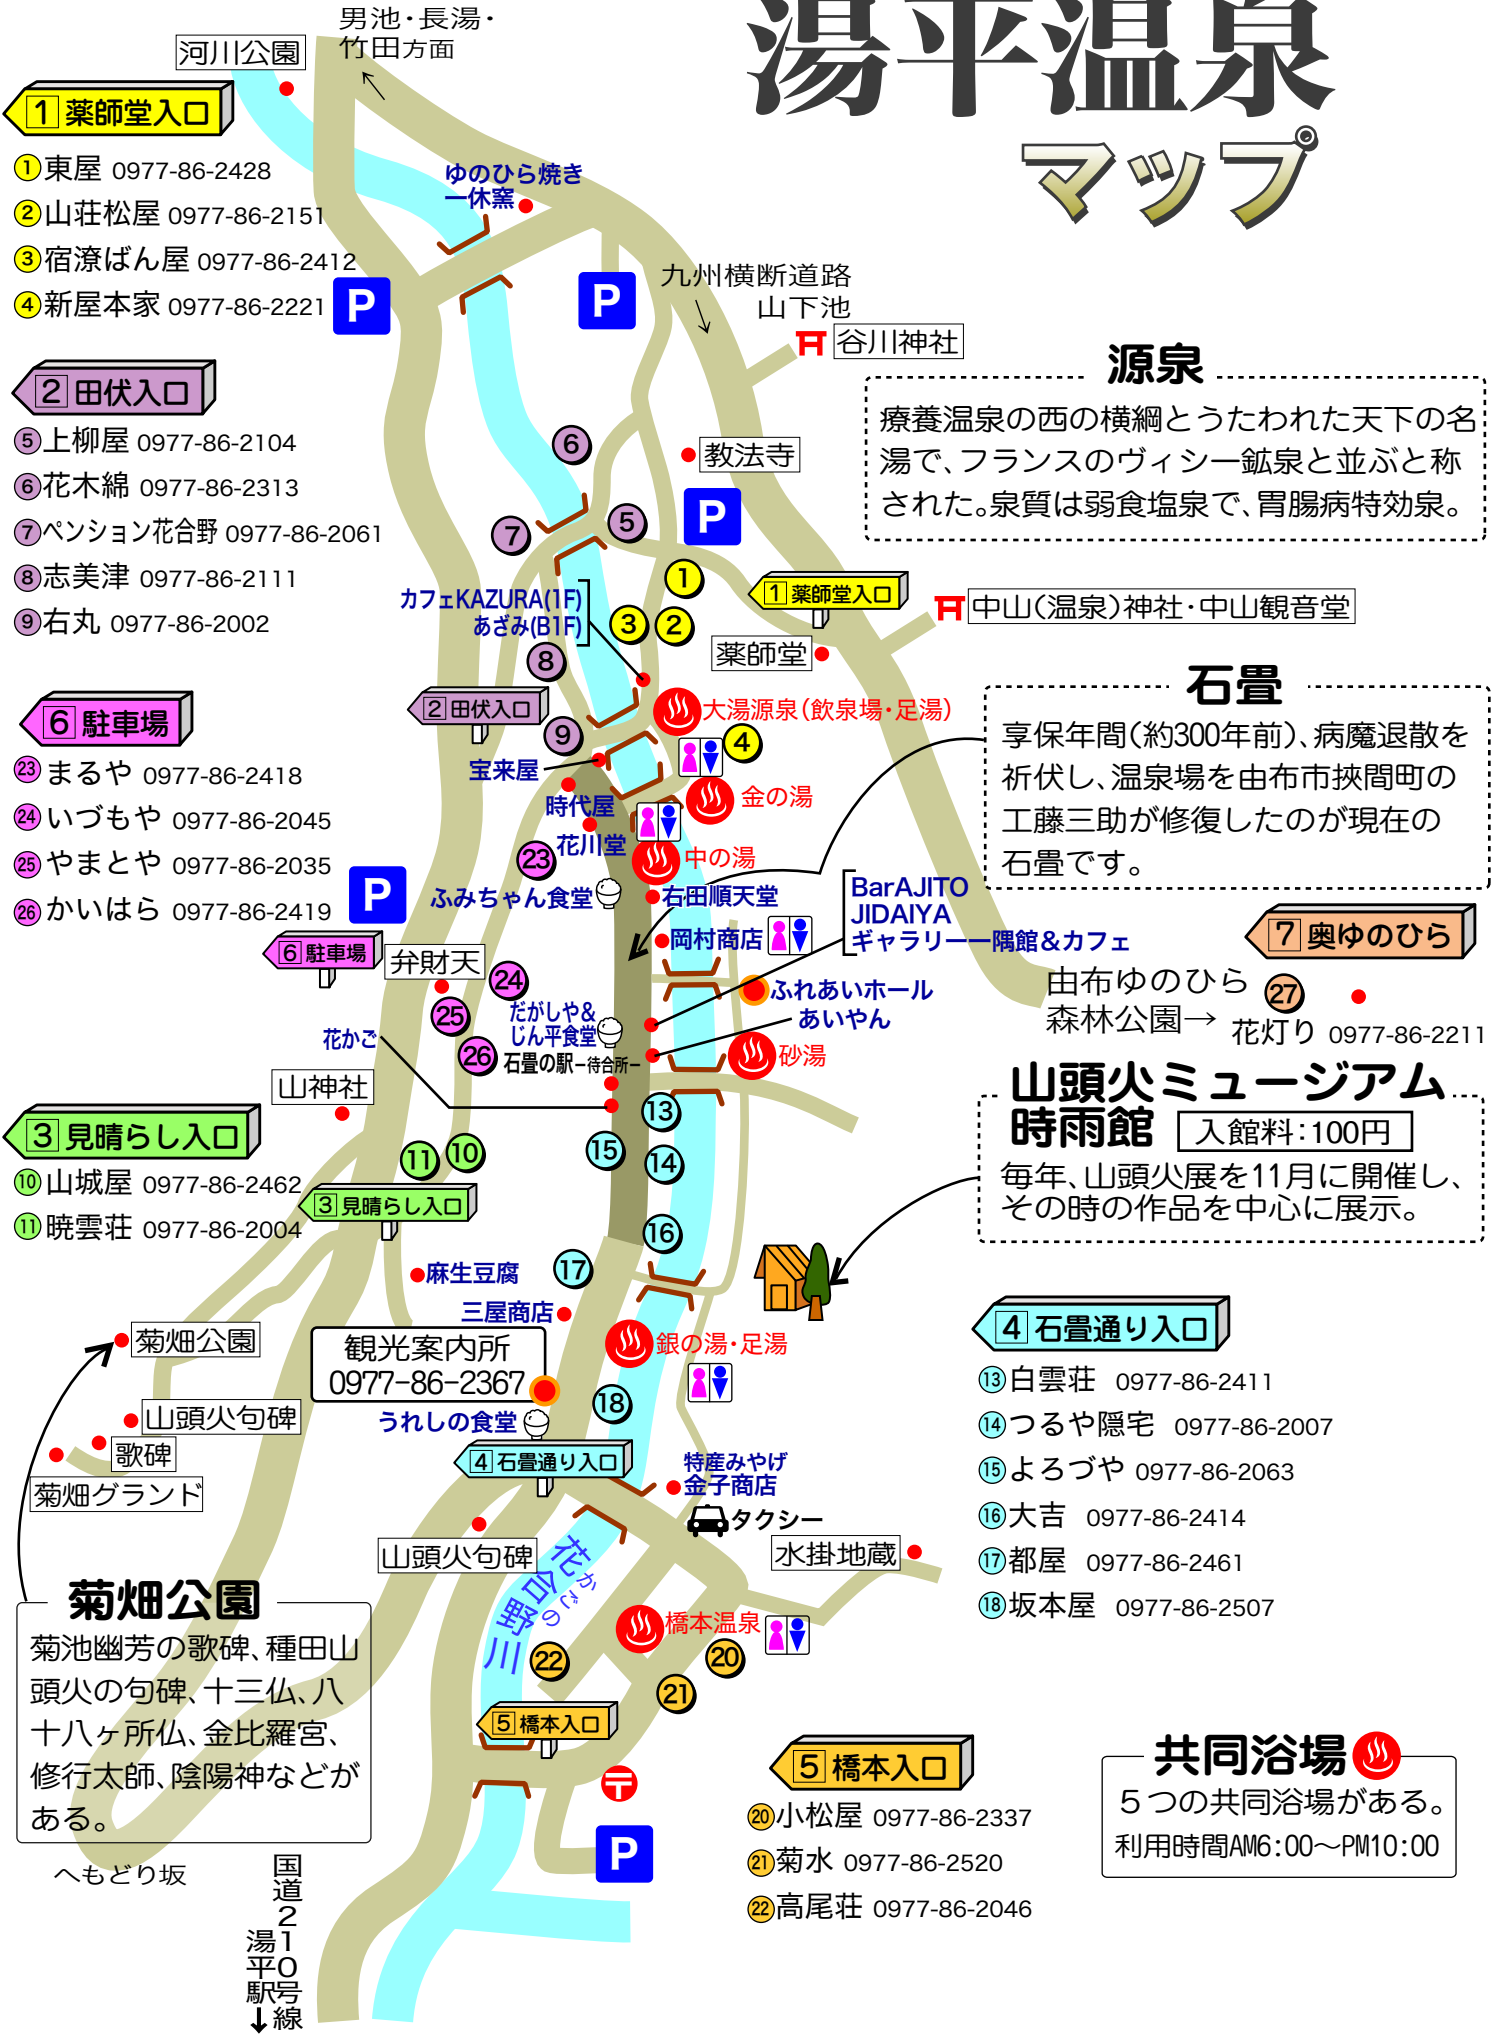 湯平温泉
マップ
男池・長湯・
竹田方面
河川公園
1 薬師堂入口
①東屋 0977-86-2428
②山荘松屋 0977-86-2151
③宿潦ばん屋 0977-86-2412
④新屋本家 0977-86-2221
P
ゆのひら焼き
一休窯
P
九州横断道路
山下池
谷川神社
2 田伏入口
⑤上柳屋 0977-86-2104
⑥花木綿 0977-86-2313
⑦ペンション花合野 0977-86-2061
⑧志美津 0977-86-2111
⑨右丸 0977-86-2002
源泉
療養温泉の西の横綱とうたわれた天下の名
湯で、フランスのヴィシー鉱泉と並ぶと称
された。泉質は弱食塩泉で、胃腸病特効泉。
6
教法寺
P
5
7
1
1 薬師堂入口
中山(温泉)神社・中山観音堂
カフェKAZURA(1F)
あざみ(B1F)
3
2
薬師堂
8
2 田伏入口
9
大湯源泉(飲泉場・足湯)
4
宝来屋
時代屋
金の湯
花川堂
23
中の湯
ふみちゃん食堂
右田順天堂
岡村商店
石畳
享保年間(約300年前)、病魔退散を
祈伏し、温泉場を由布市挾間町の
工藤三助が修復したのが現在の
石畳です。
6 駐車場
㉓まるや 0977-86-2418
㉔いづもや 0977-86-2045
㉕やまとや 0977-86-2035
㉖かいはら 0977-86-2419
P
6 駐車場
弁財天
24
25
26
BarAJITO
JIDAIYA
ギャラリー一隅館&カフェ
ふれあいホール
あいやん
だがしや&
じん平食堂
石畳の駅−待合所−
砂湯
花かご
7 奥ゆのひら
由布ゆのひら
森林公園→
27
花灯り 0977-86-2211
山神社
3 見晴らし入口
⑩山城屋 0977-86-2462
⑪暁雲荘 0977-86-2004
11
10
3 見晴らし入口
13
15
14
16
17
山頭火ミュージアム
時雨館 入館料:100円
毎年、山頭火展を11月に開催し、
その時の作品を中心に展示。
麻生豆腐
三屋商店
観光案内所
0977-86-2367
銀の湯・足湯
18
うれしの食堂
4 石畳通り入口
特産みやげ
金子商店
タクシー
水掛地蔵
菊畑公園
山頭火句碑
歌碑
菊畑グランド
山頭火句碑
4 石畳通り入口
⑬白雲荘 0977-86-2411
⑭つるや隠宅 0977-86-2007
⑮よろづや 0977-86-2063
⑯大吉 0977-86-2414
⑰都屋 0977-86-2461
⑱坂本屋 0977-86-2507
花合野川
かごの
橋本温泉
22
20
21
5 橋本入口
〒
P
菊畑公園
菊池幽芳の歌碑、種田山
頭火の句碑、十三仏、八
十八ヶ所仏、金比羅宮、
修行太師、陰陽神などが
ある。
へもどり坂
国道210号線
湯平駅↓
5 橋本入口
⑳小松屋 0977-86-2337
㉑菊水 0977-86-2520
㉒高尾荘 0977-86-2046
共同浴場
5つの共同浴場がある。
利用時間AM6:00〜PM10:00